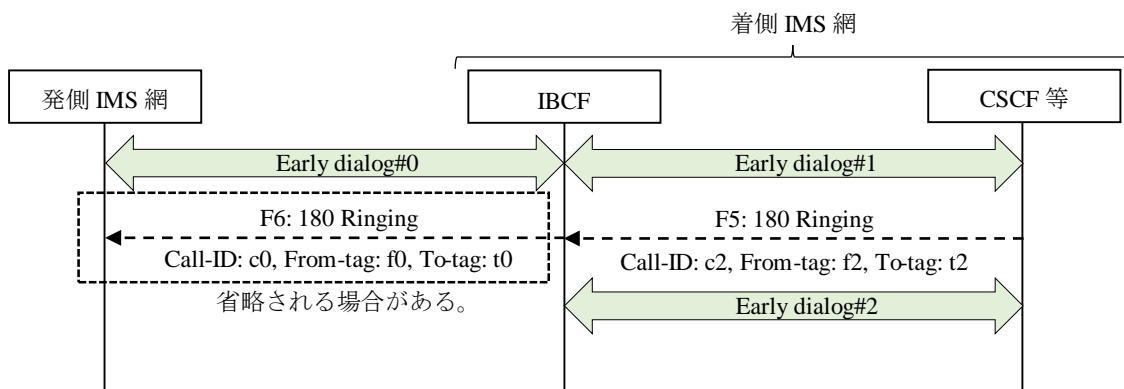 着側 IMS 網
発側 IMS 網
IBCF
CSCF 等
Early dialog#0
Early dialog#1
F6: 180 Ringing
F5: 180 Ringing
Call-ID: c0, From-tag: f0, To-tag: t0
Call-ID: c2, From-tag: f2, To-tag: t2
省略される場合がある。
Early dialog#2